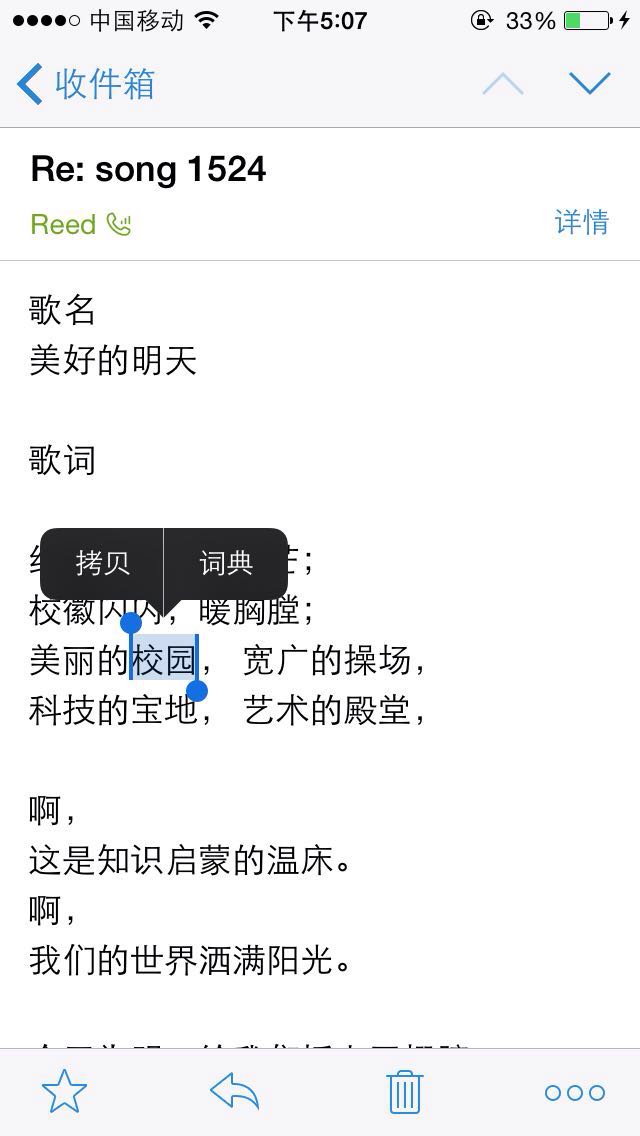 中国移动 下午5:07 33%
收件箱
Re: song 1524
Reed 详情
歌名
美好的明天
歌词
拷贝 词典
校徽闪闪，暖胸膛；
美丽的校园， 宽广的操场，
科技的宝地， 艺术的殿堂，
啊，
这是知识启蒙的温床。
啊，
我们的世界洒满阳光。